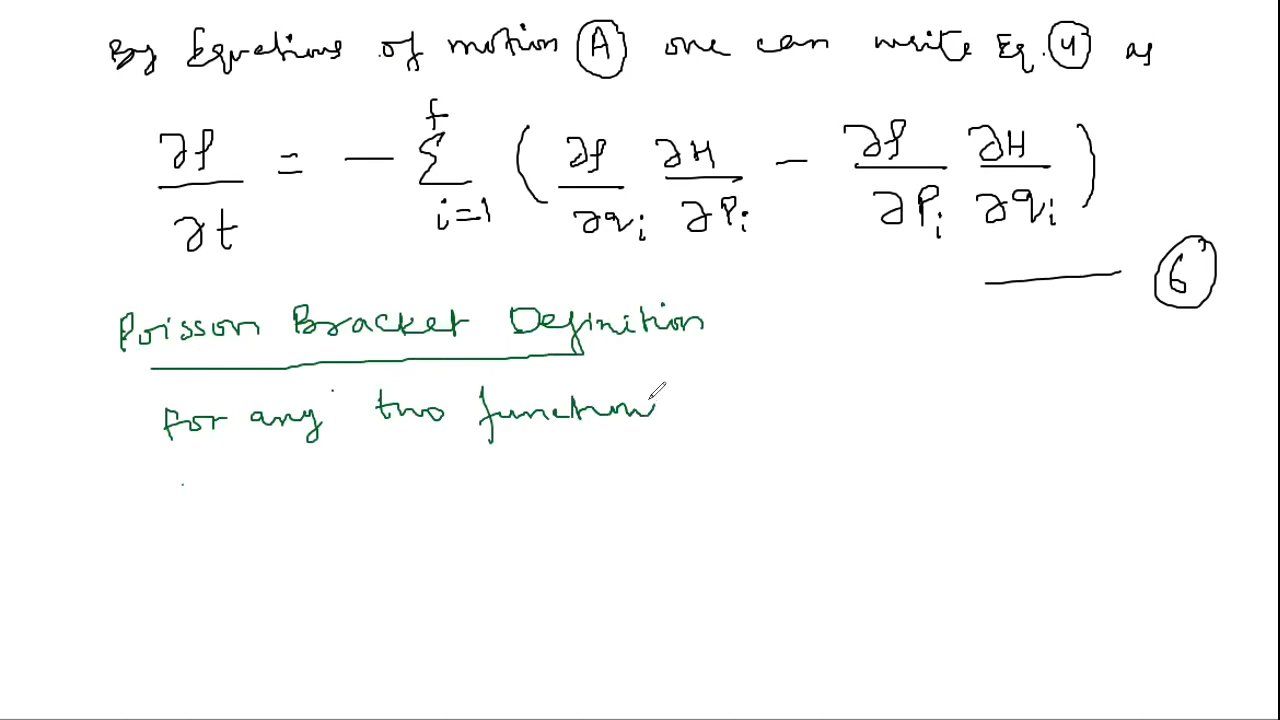 By Equations of motion (A) one can write Eq. (4) as
∂ρ/∂t = − Σ_{i=1}^{f} ( ∂ρ/∂q_i ∂H/∂p_i − ∂ρ/∂p_i ∂H/∂q_i )
(6)
Poisson Bracket Definition
for any two function